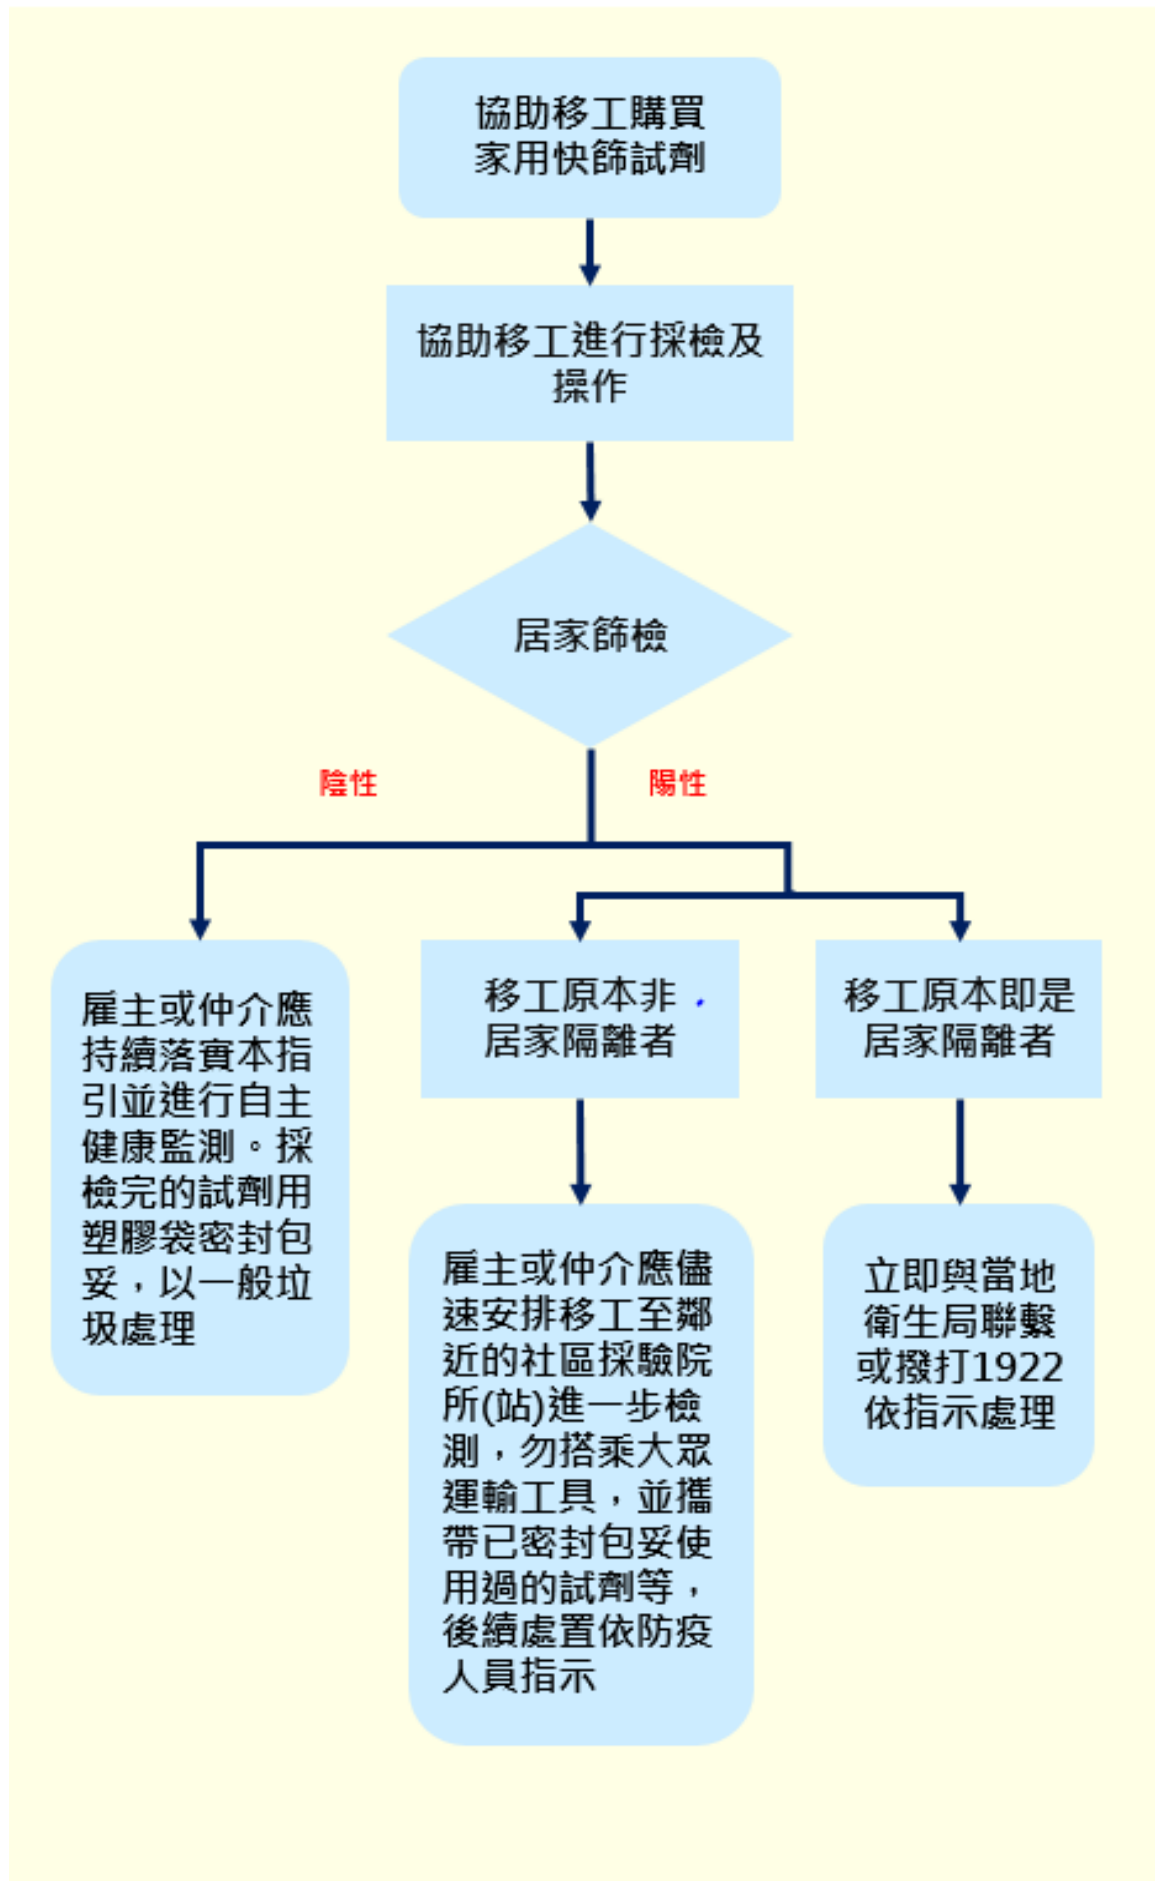 協助移工購買
家用快篩試劑
協助移工進行採檢及
操作
居家篩檢
陰性
陽性
雇主或仲介應
持續落實本指
引並進行自主
健康監測。採
檢完的試劑用
塑膠袋密封包
妥，以一般垃
圾處理
移工原本非
居家隔離者
移工原本即是
居家隔離者
雇主或仲介應儘
速安排移工至鄰
近的社區採驗院
所(站)進一步檢
測，勿搭乘大眾
運輸工具，並攜
帶已密封包妥使
用過的試劑等，
後續處置依防疫
人員指示
立即與當地
衛生局聯繫
或撥打1922
依指示處理